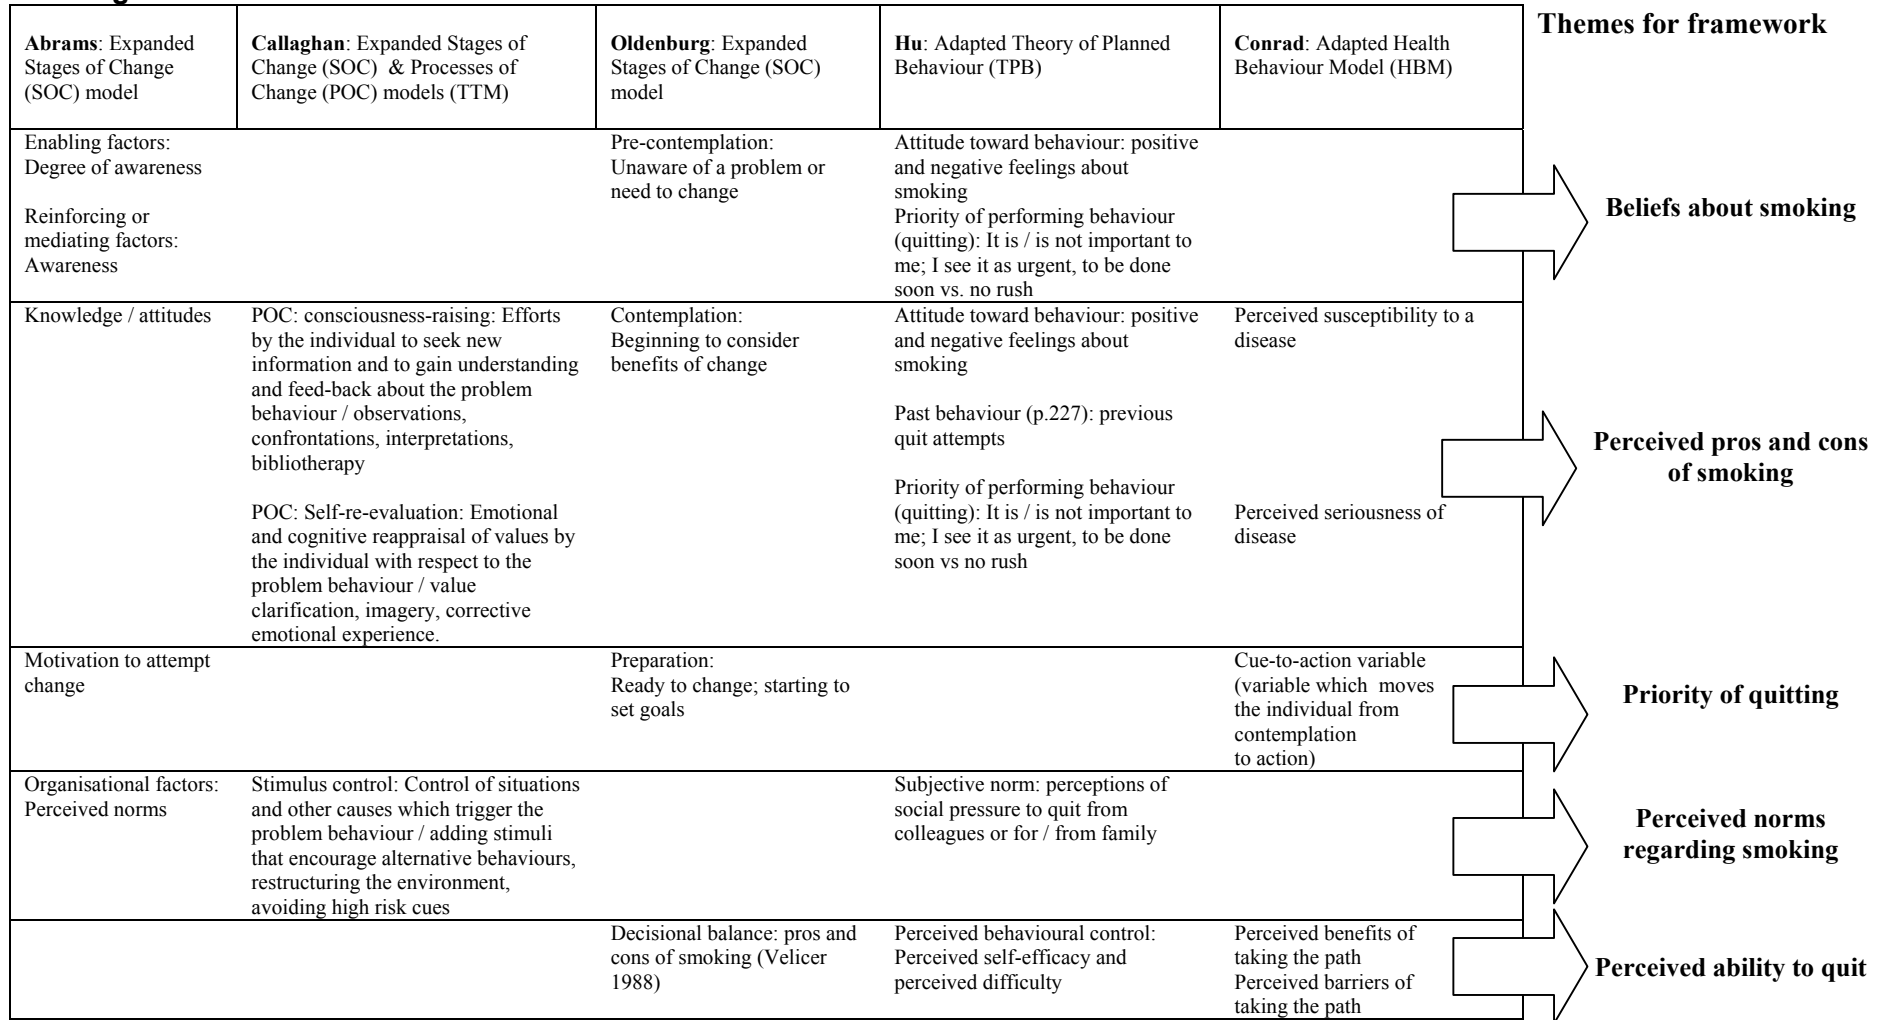 Themes for framework
Abrams: Expanded
Stages of Change
(SOC) model
Callaghan: Expanded Stages of
Change (SOC) & Processes of
Change (POC) models (TTM)
Oldenburg: Expanded
Stages of Change (SOC)
model
Hu: Adapted Theory of Planned
Behaviour (TPB)
Conrad: Adapted Health
Behaviour Model (HBM)
Enabling factors:
Degree of awareness
Reinforcing or
mediating factors:
Awareness
Pre-contemplation:
Unaware of a problem or
need to change
Attitude toward behaviour: positive
and negative feelings about
smoking
Priority of performing behaviour
(quitting): It is / is not important to
me; I see it as urgent, to be done
soon vs. no rush
Beliefs about smoking
Knowledge / attitudes
POC: consciousness-raising: Efforts
by the individual to seek new
information and to gain understanding
and feed-back about the problem
behaviour / observations,
confrontations, interpretations,
bibliotherapy
POC: Self-re-evaluation: Emotional
and cognitive reappraisal of values by
the individual with respect to the
problem behaviour / value
clarification, imagery, corrective
emotional experience.
Contemplation:
Beginning to consider
benefits of change
Attitude toward behaviour: positive
and negative feelings about
smoking
Past behaviour (p.227): previous
quit attempts
Priority of performing behaviour
(quitting): It is / is not important to
me; I see it as urgent, to be done
soon vs no rush
Perceived susceptibility to a
disease
Perceived seriousness of
disease
Perceived pros and cons
of smoking
Motivation to attempt
change
Preparation:
Ready to change; starting to
set goals
Cue-to-action variable
(variable which moves
the individual from
contemplation
to action)
Priority of quitting
Organisational factors:
Perceived norms
Stimulus control: Control of situations
and other causes which trigger the
problem behaviour / adding stimuli
that encourage alternative behaviours,
restructuring the environment,
avoiding high risk cues
Subjective norm: perceptions of
social pressure to quit from
colleagues or for / from family
Perceived norms
regarding smoking
Decisional balance: pros and
cons of smoking (Velicer
1988)
Perceived behavioural control:
Perceived self-efficacy and
perceived difficulty
Perceived benefits of
taking the path
Perceived barriers of
taking the path
Perceived ability to quit